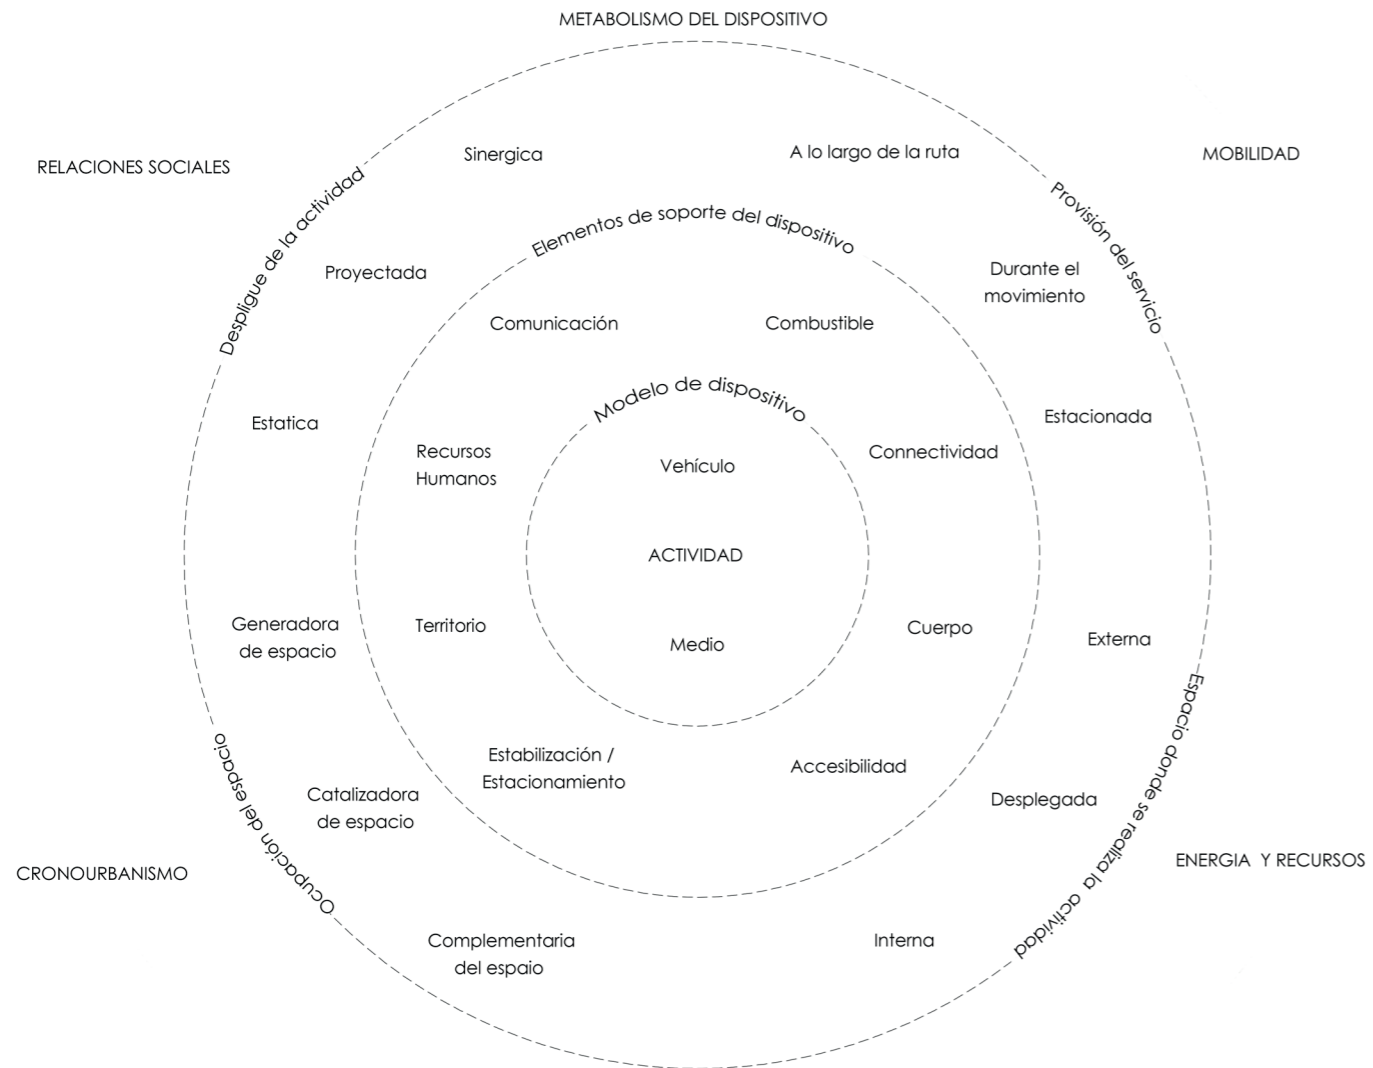 METABOLISMO DEL DISPOSITIVO
RELACIONES SOCIALES
MOBILIDAD
Despligue de la actividad
Sinergica
A lo largo de la ruta
Provisión del servicio
Elementos de soporte del dispositivo
Proyectada
Durante el
movimiento
Comunicación
Combustible
Modelo de dispositivo
Estatica
Estacionada
Recursos
Humanos
Vehículo
Connectividad
ACTIVIDAD
Generadora
de espacio
Territorio
Medio
Cuerpo
Externa
Estabilización /
Estacionamiento
Accesibilidad
Catalizadora
de espacio
Desplegada
Ocupación del espacio
Espacio donde se realiza la actividad
CRONOURBANISMO
ENERGIA Y RECURSOS
Complementaria
del espaio
Interna